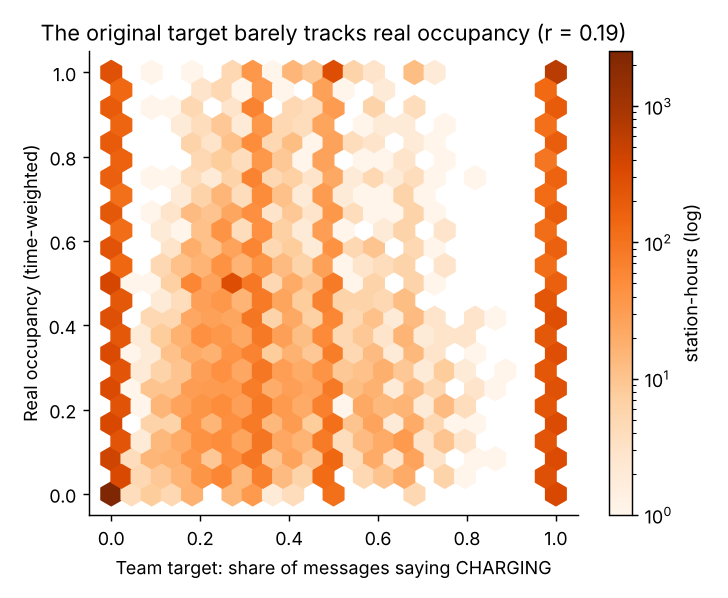 The original target barely tracks real occupancy (r = 0.19)
1.0
0.8
0.6
0.4
0.2
0.0
Real occupancy (time-weighted)
0.0 0.2 0.4 0.6 0.8 1.0
Team target: share of messages saying CHARGING
10³
10²
10¹
10⁰
station-hours (log)